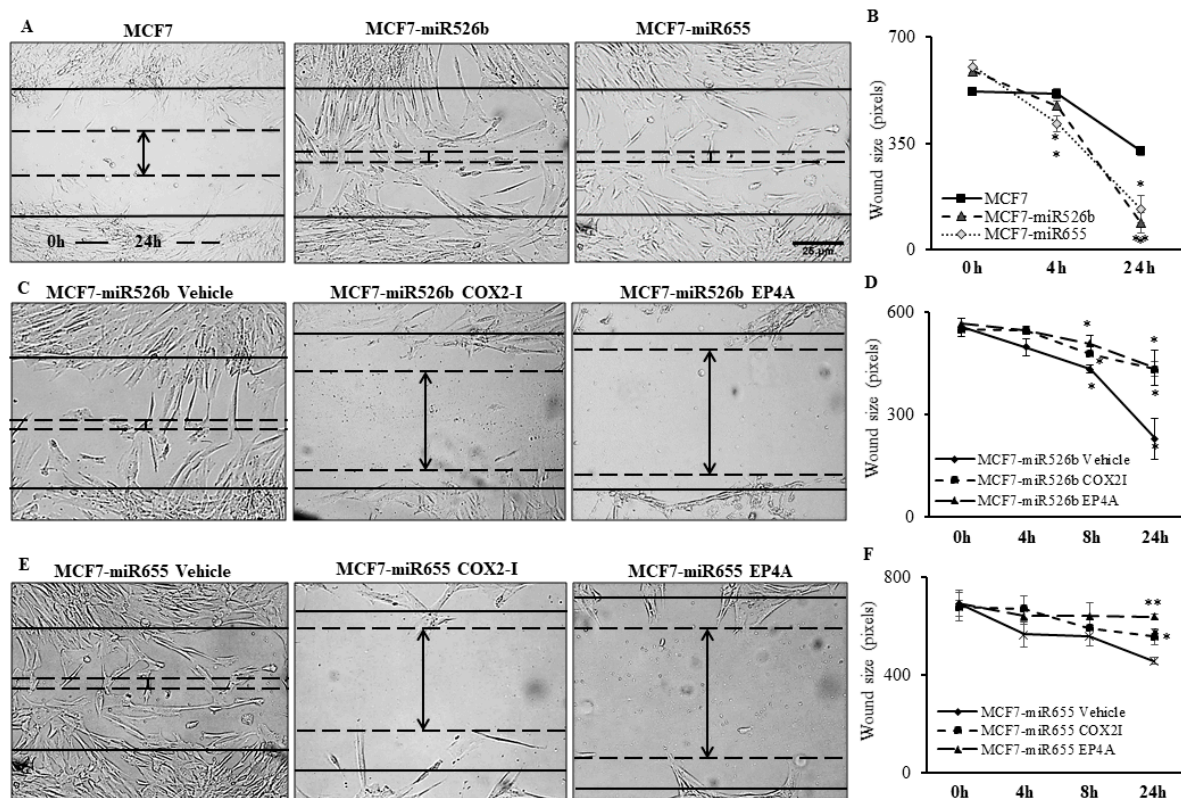 A
MCF7
MCF7-miR526b
MCF7-miR655
0h
24h
25 µm
B
Wound size (pixels)
700
350
0
* *
*
* *
MCF7
MCF7-miR526b
MCF7-miR655
0h 4h 24h
C
MCF7-miR526b Vehicle
MCF7-miR526b COX2-I
MCF7-miR526b EP4A
D
Wound size (pixels)
600
300
0
* * *
* * *
MCF7-miR526b Vehicle
MCF7-miR526b COX2I
MCF7-miR526b EP4A
0h 4h 8h 24h
E
MCF7-miR655 Vehicle
MCF7-miR655 COX2-I
MCF7-miR655 EP4A
F
Wound size (pixels)
800
400
0
**
*
MCF7-miR655 Vehicle
MCF7-miR655 COX2I
MCF7-miR655 EP4A
0h 4h 8h 24h